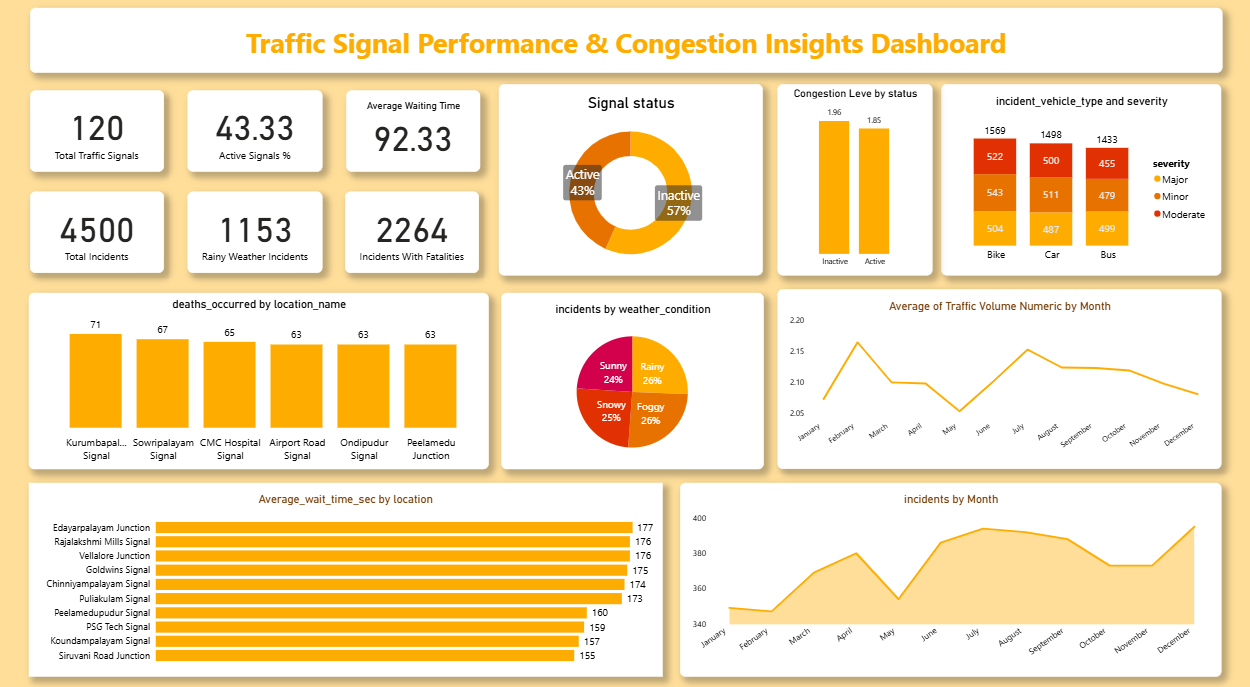 Traffic Signal Performance & Congestion Insights Dashboard
120
Total Traffic Signals
43.33
Active Signals %
Average Waiting Time
92.33
4500
Total Incidents
1153
Rainy Weather Incidents
2264
Incidents With Fatalities
Signal status
Active
43%
Inactive
57%
Congestion Leve by status
1.96
1.85
Inactive
Active
incident_vehicle_type and severity
1569
1498
1433
522
500
455
543
511
479
504
487
499
Bike
Car
Bus
severity
Major
Minor
Moderate
deaths_occurred by location_name
71
67
65
63
63
63
Kurumbapal...
Signal
Sowripalayam
Signal
CMC Hospital
Signal
Airport Road
Signal
Ondipudur
Signal
Peelamedu
Junction
incidents by weather_condition
Sunny
24%
Rainy
26%
Snowy
25%
Foggy
26%
Average of Traffic Volume Numeric by Month
2.20
2.15
2.10
2.05
January
February
March
April
May
June
July
August
September
October
November
December
Average_wait_time_sec by location
Edayarpalayam Junction 177
Rajalakshmi Mills Signal 176
Vellalore Junction 176
Goldwins Signal 175
Chinniyampalayam Signal 174
Puliakulam Signal 173
Peelamedupudur Signal 160
PSG Tech Signal 159
Koundampalayam Signal 157
Siruvani Road Junction 155
incidents by Month
400
380
360
340
January
February
March
April
May
June
July
August
September
October
November
December